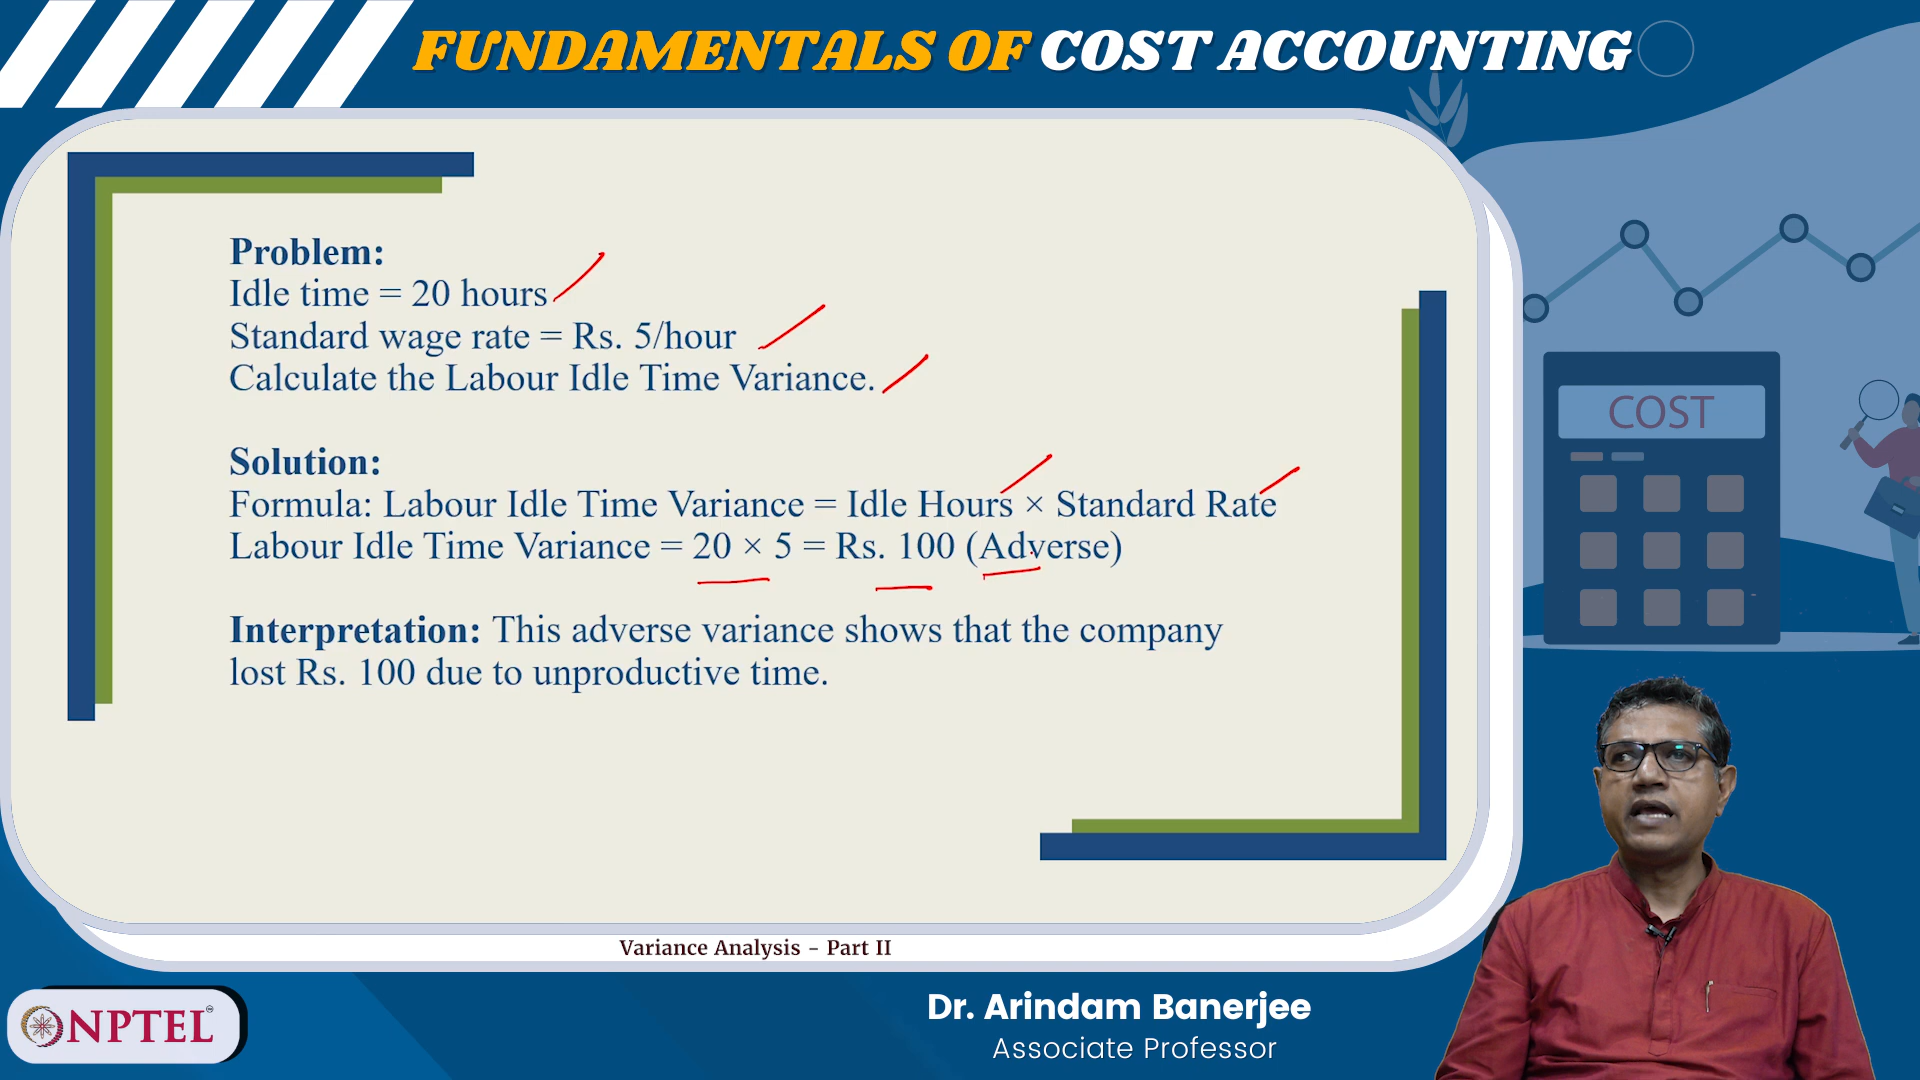 FUNDAMENTALS OF COST ACCOUNTING
Problem:
Idle time = 20 hours
Standard wage rate = Rs. 5/hour
Calculate the Labour Idle Time Variance.
Solution:
Formula: Labour Idle Time Variance = Idle Hours × Standard Rate
Labour Idle Time Variance = 20 × 5 = Rs. 100 (Adverse)
Interpretation: This adverse variance shows that the company
lost Rs. 100 due to unproductive time.
COST
Variance Analysis - Part II
NPTEL
Dr. Arindam Banerjee
Associate Professor